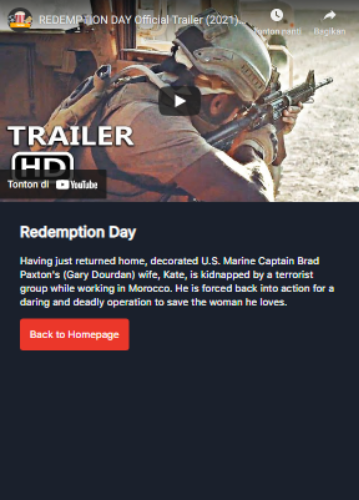 REDEMPTION DAY Official Trailer (2021)...
Tonton nanti
Bagikan
TRAILER
HD
Tonton di YouTube
Redemption Day
Having just returned home, decorated U.S. Marine Captain Brad
Paxton's (Gary Dourdan) wife, Kate, is kidnapped by a terrorist
group while working in Morocco. He is forced back into action for a
daring and deadly operation to save the woman he loves.
Back to Homepage